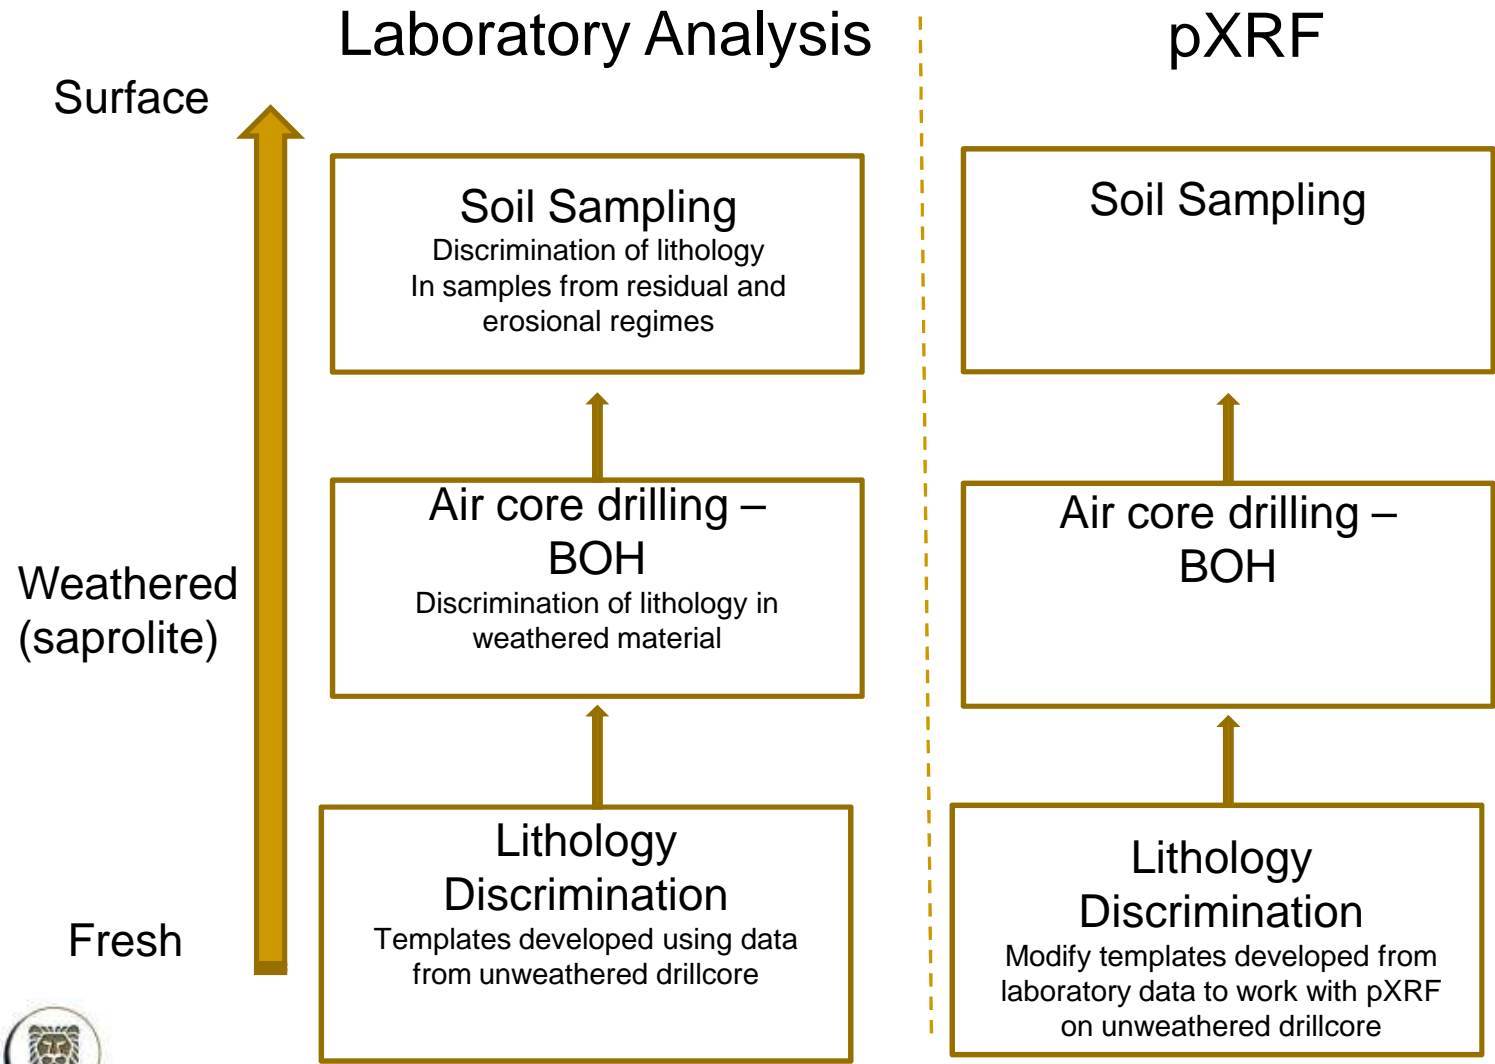 Laboratory Analysis
pXRF
Surface
Soil Sampling
Discrimination of lithology
In samples from residual and
erosional regimes
Soil Sampling
Weathered
(saprolite)
Air core drilling –
BOH
Discrimination of lithology in
weathered material
Air core drilling –
BOH
Fresh
Lithology
Discrimination
Templates developed using data
from unweathered drillcore
Lithology
Discrimination
Modify templates developed from
laboratory data to work with pXRF
on unweathered drillcore